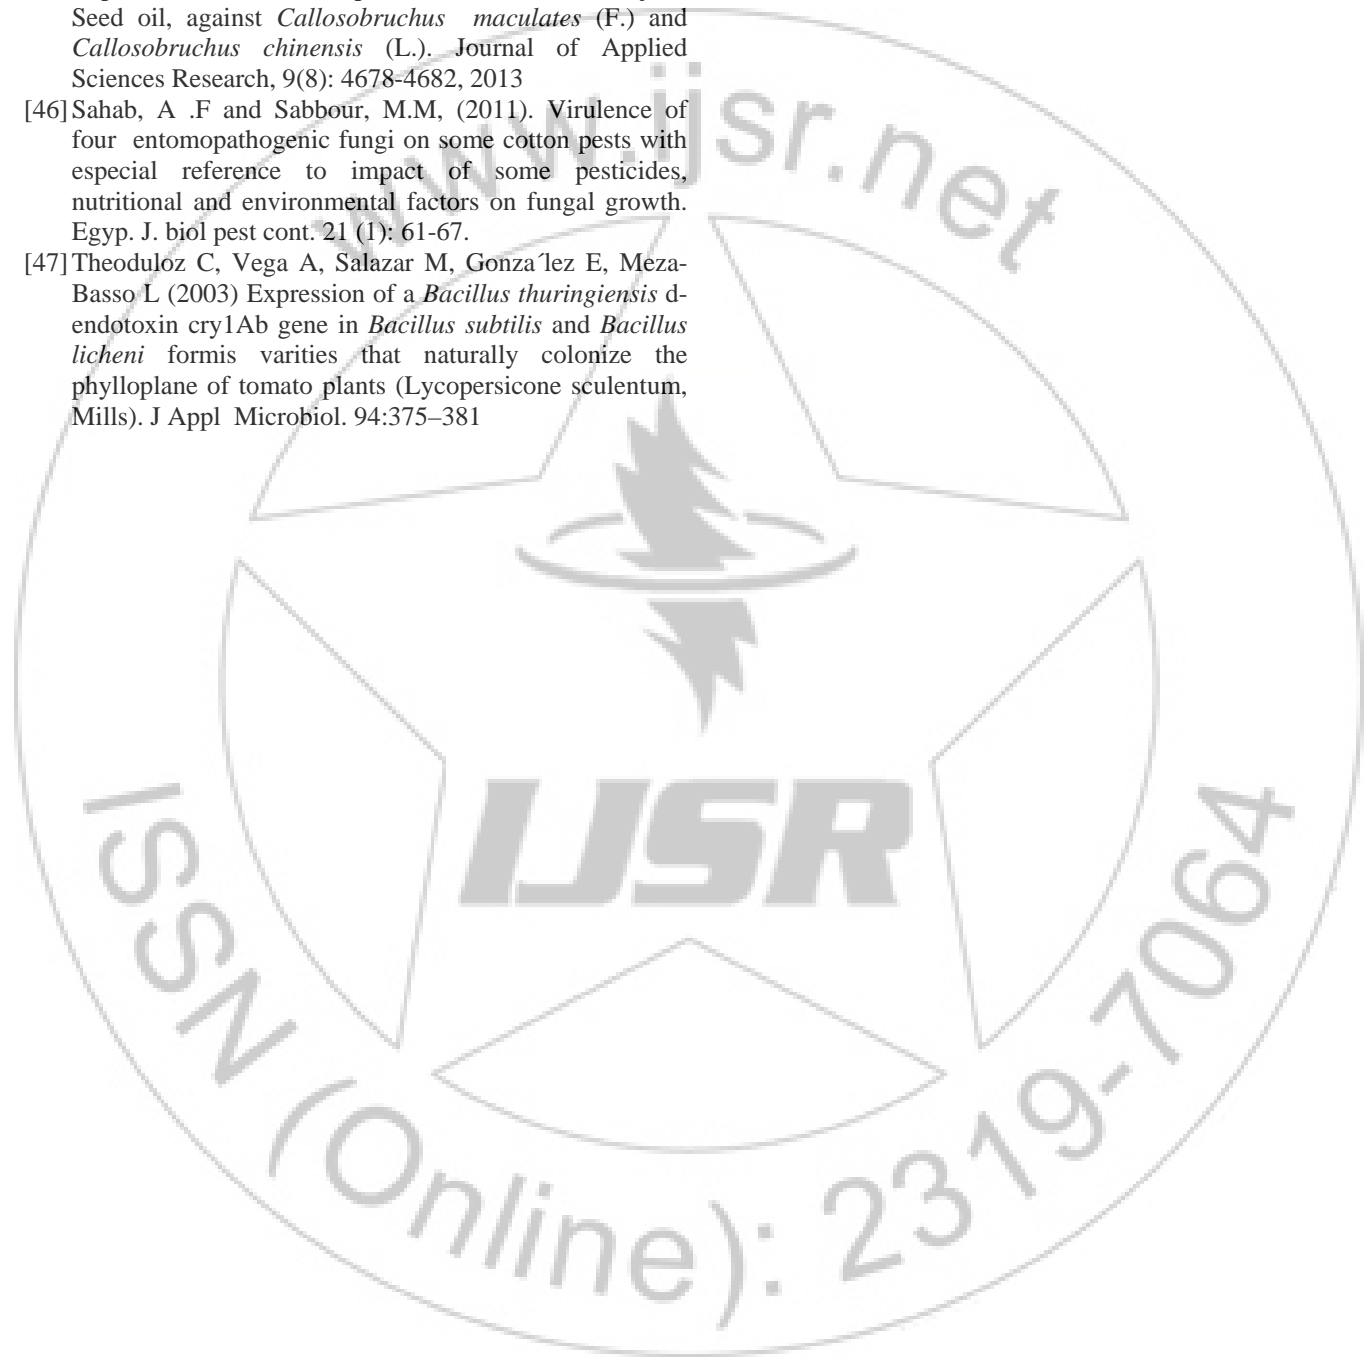 Seed oil, against Callosobruchus maculates (F.) and
Callosobruchus chinensis (L.). Journal of Applied
Sciences Research, 9(8): 4678-4682, 2013
[46] Sahab, A .F and Sabbour, M.M, (2011). Virulence of
four entomopathogenic fungi on some cotton pests with
especial reference to impact of some pesticides,
nutritional and environmental factors on fungal growth.
Egyp. J. biol pest cont. 21 (1): 61-67.
[47] Theoduloz C, Vega A, Salazar M, Gonza´lez E, Meza-
Basso L (2003) Expression of a Bacillus thuringiensis d-
endotoxin cry1Ab gene in Bacillus subtilis and Bacillus
licheni formis varities that naturally colonize the
phylloplane of tomato plants (Lycopersicone sculentum,
Mills). J Appl Microbiol. 94:375–381
www.ijsr.net
IJSR
ISSN (Online): 2319-7064